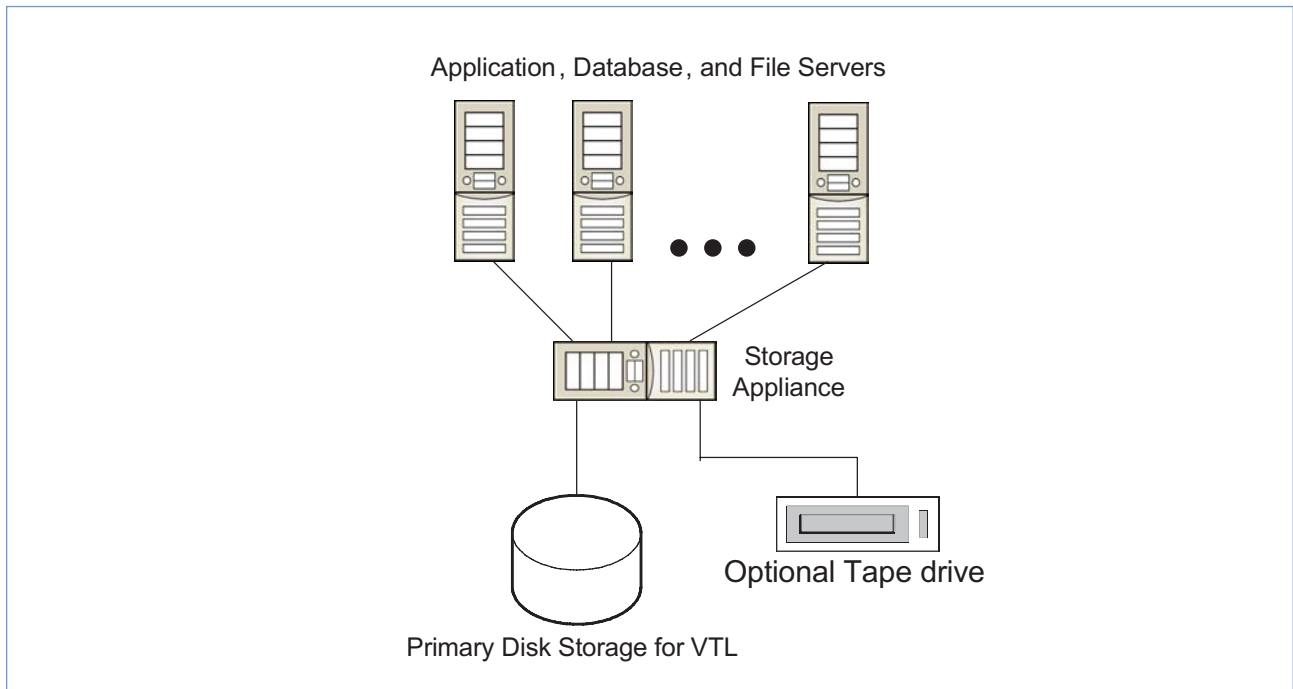 Application, Database, and File Servers
Storage
Appliance
Optional Tape drive
Primary Disk Storage for VTL